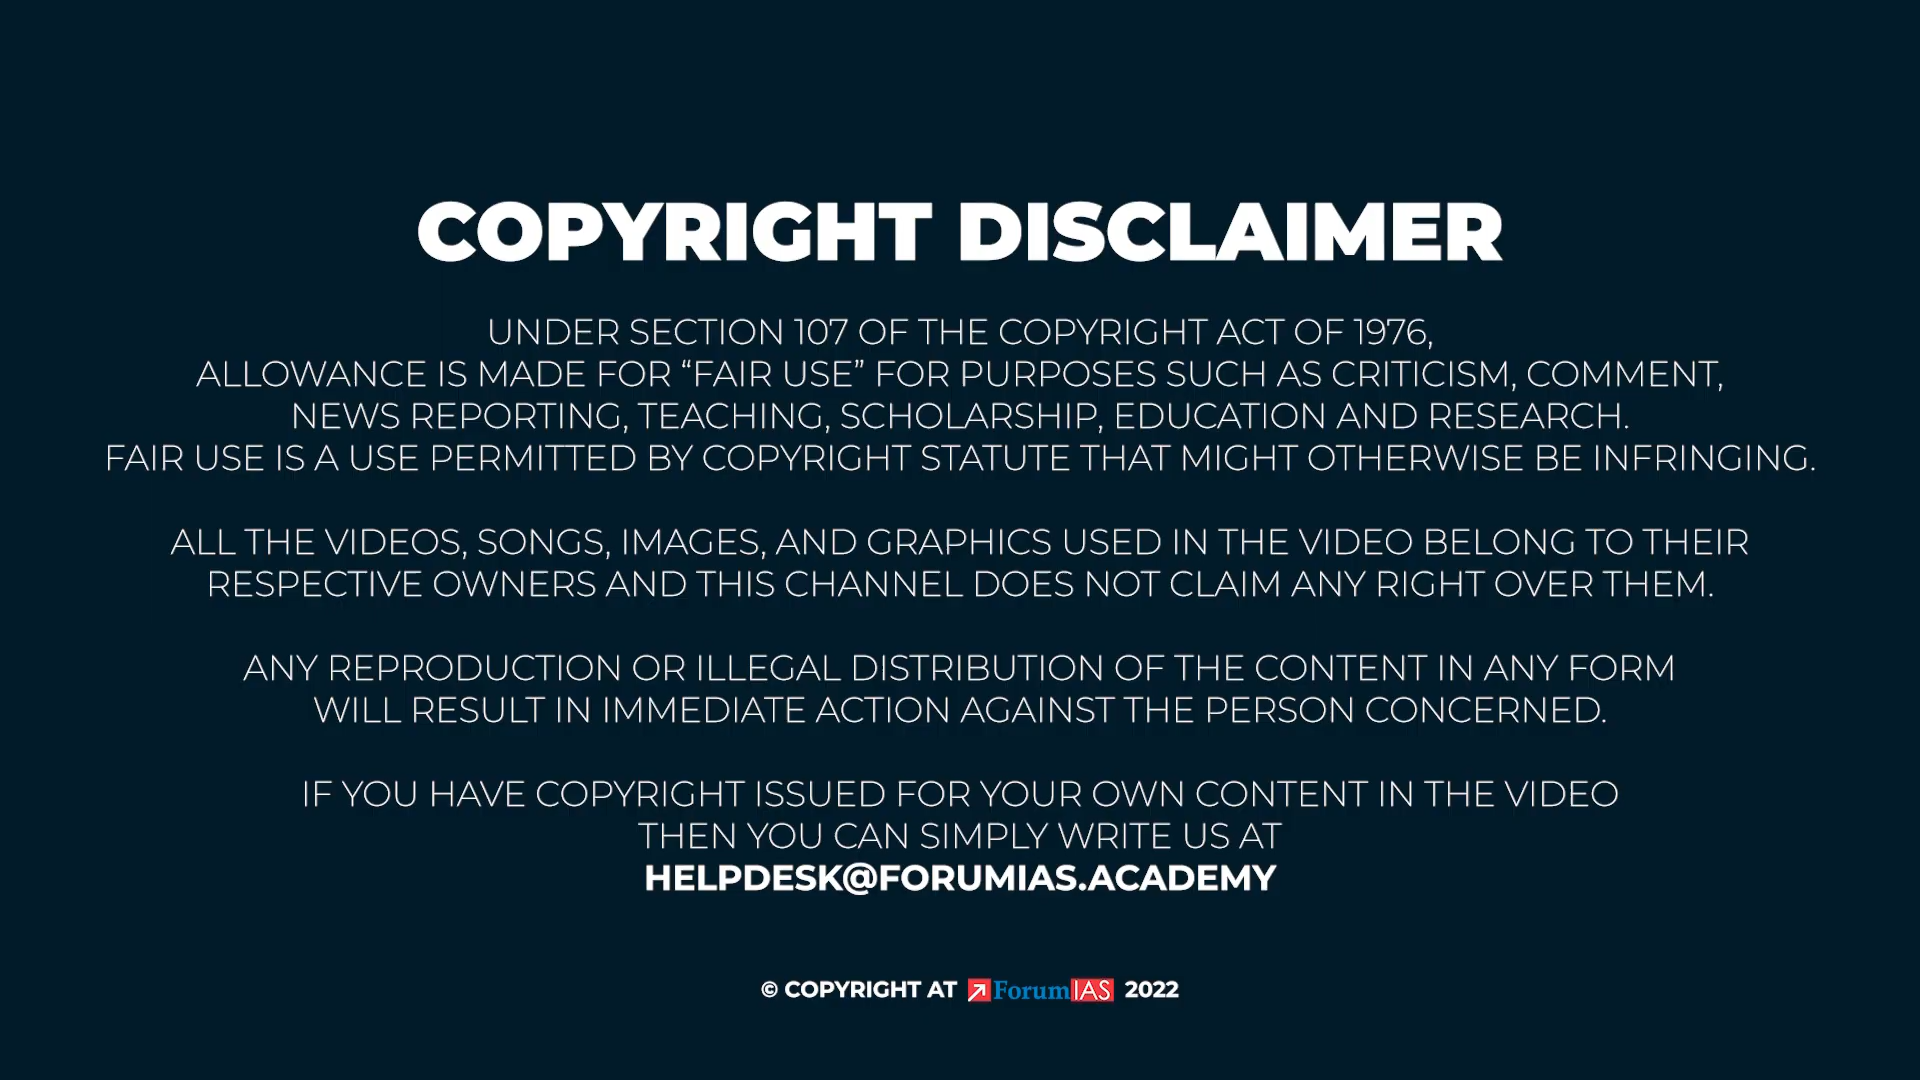 COPYRIGHT DISCLAIMER
UNDER SECTION 107 OF THE COPYRIGHT ACT OF 1976,
ALLOWANCE IS MADE FOR “FAIR USE” FOR PURPOSES SUCH AS CRITICISM, COMMENT,
NEWS REPORTING, TEACHING, SCHOLARSHIP, EDUCATION AND RESEARCH.
FAIR USE IS A USE PERMITTED BY COPYRIGHT STATUTE THAT MIGHT OTHERWISE BE INFRINGING.
ALL THE VIDEOS, SONGS, IMAGES, AND GRAPHICS USED IN THE VIDEO BELONG TO THEIR
RESPECTIVE OWNERS AND THIS CHANNEL DOES NOT CLAIM ANY RIGHT OVER THEM.
ANY REPRODUCTION OR ILLEGAL DISTRIBUTION OF THE CONTENT IN ANY FORM
WILL RESULT IN IMMEDIATE ACTION AGAINST THE PERSON CONCERNED.
IF YOU HAVE COPYRIGHT ISSUED FOR YOUR OWN CONTENT IN THE VIDEO
THEN YOU CAN SIMPLY WRITE US AT
HELPDESK@FORUMIAS.ACADEMY
© COPYRIGHT AT ForumIAS 2022